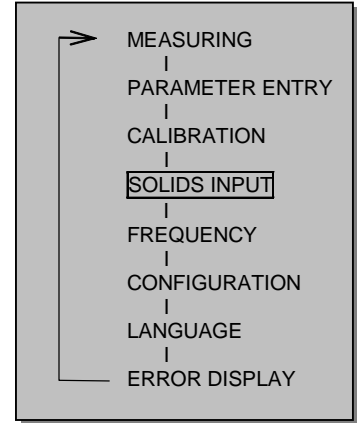 MEASURING
PARAMETER ENTRY
CALIBRATION
SOLIDS INPUT
FREQUENCY
CONFIGURATION
LANGUAGE
ERROR DISPLAY